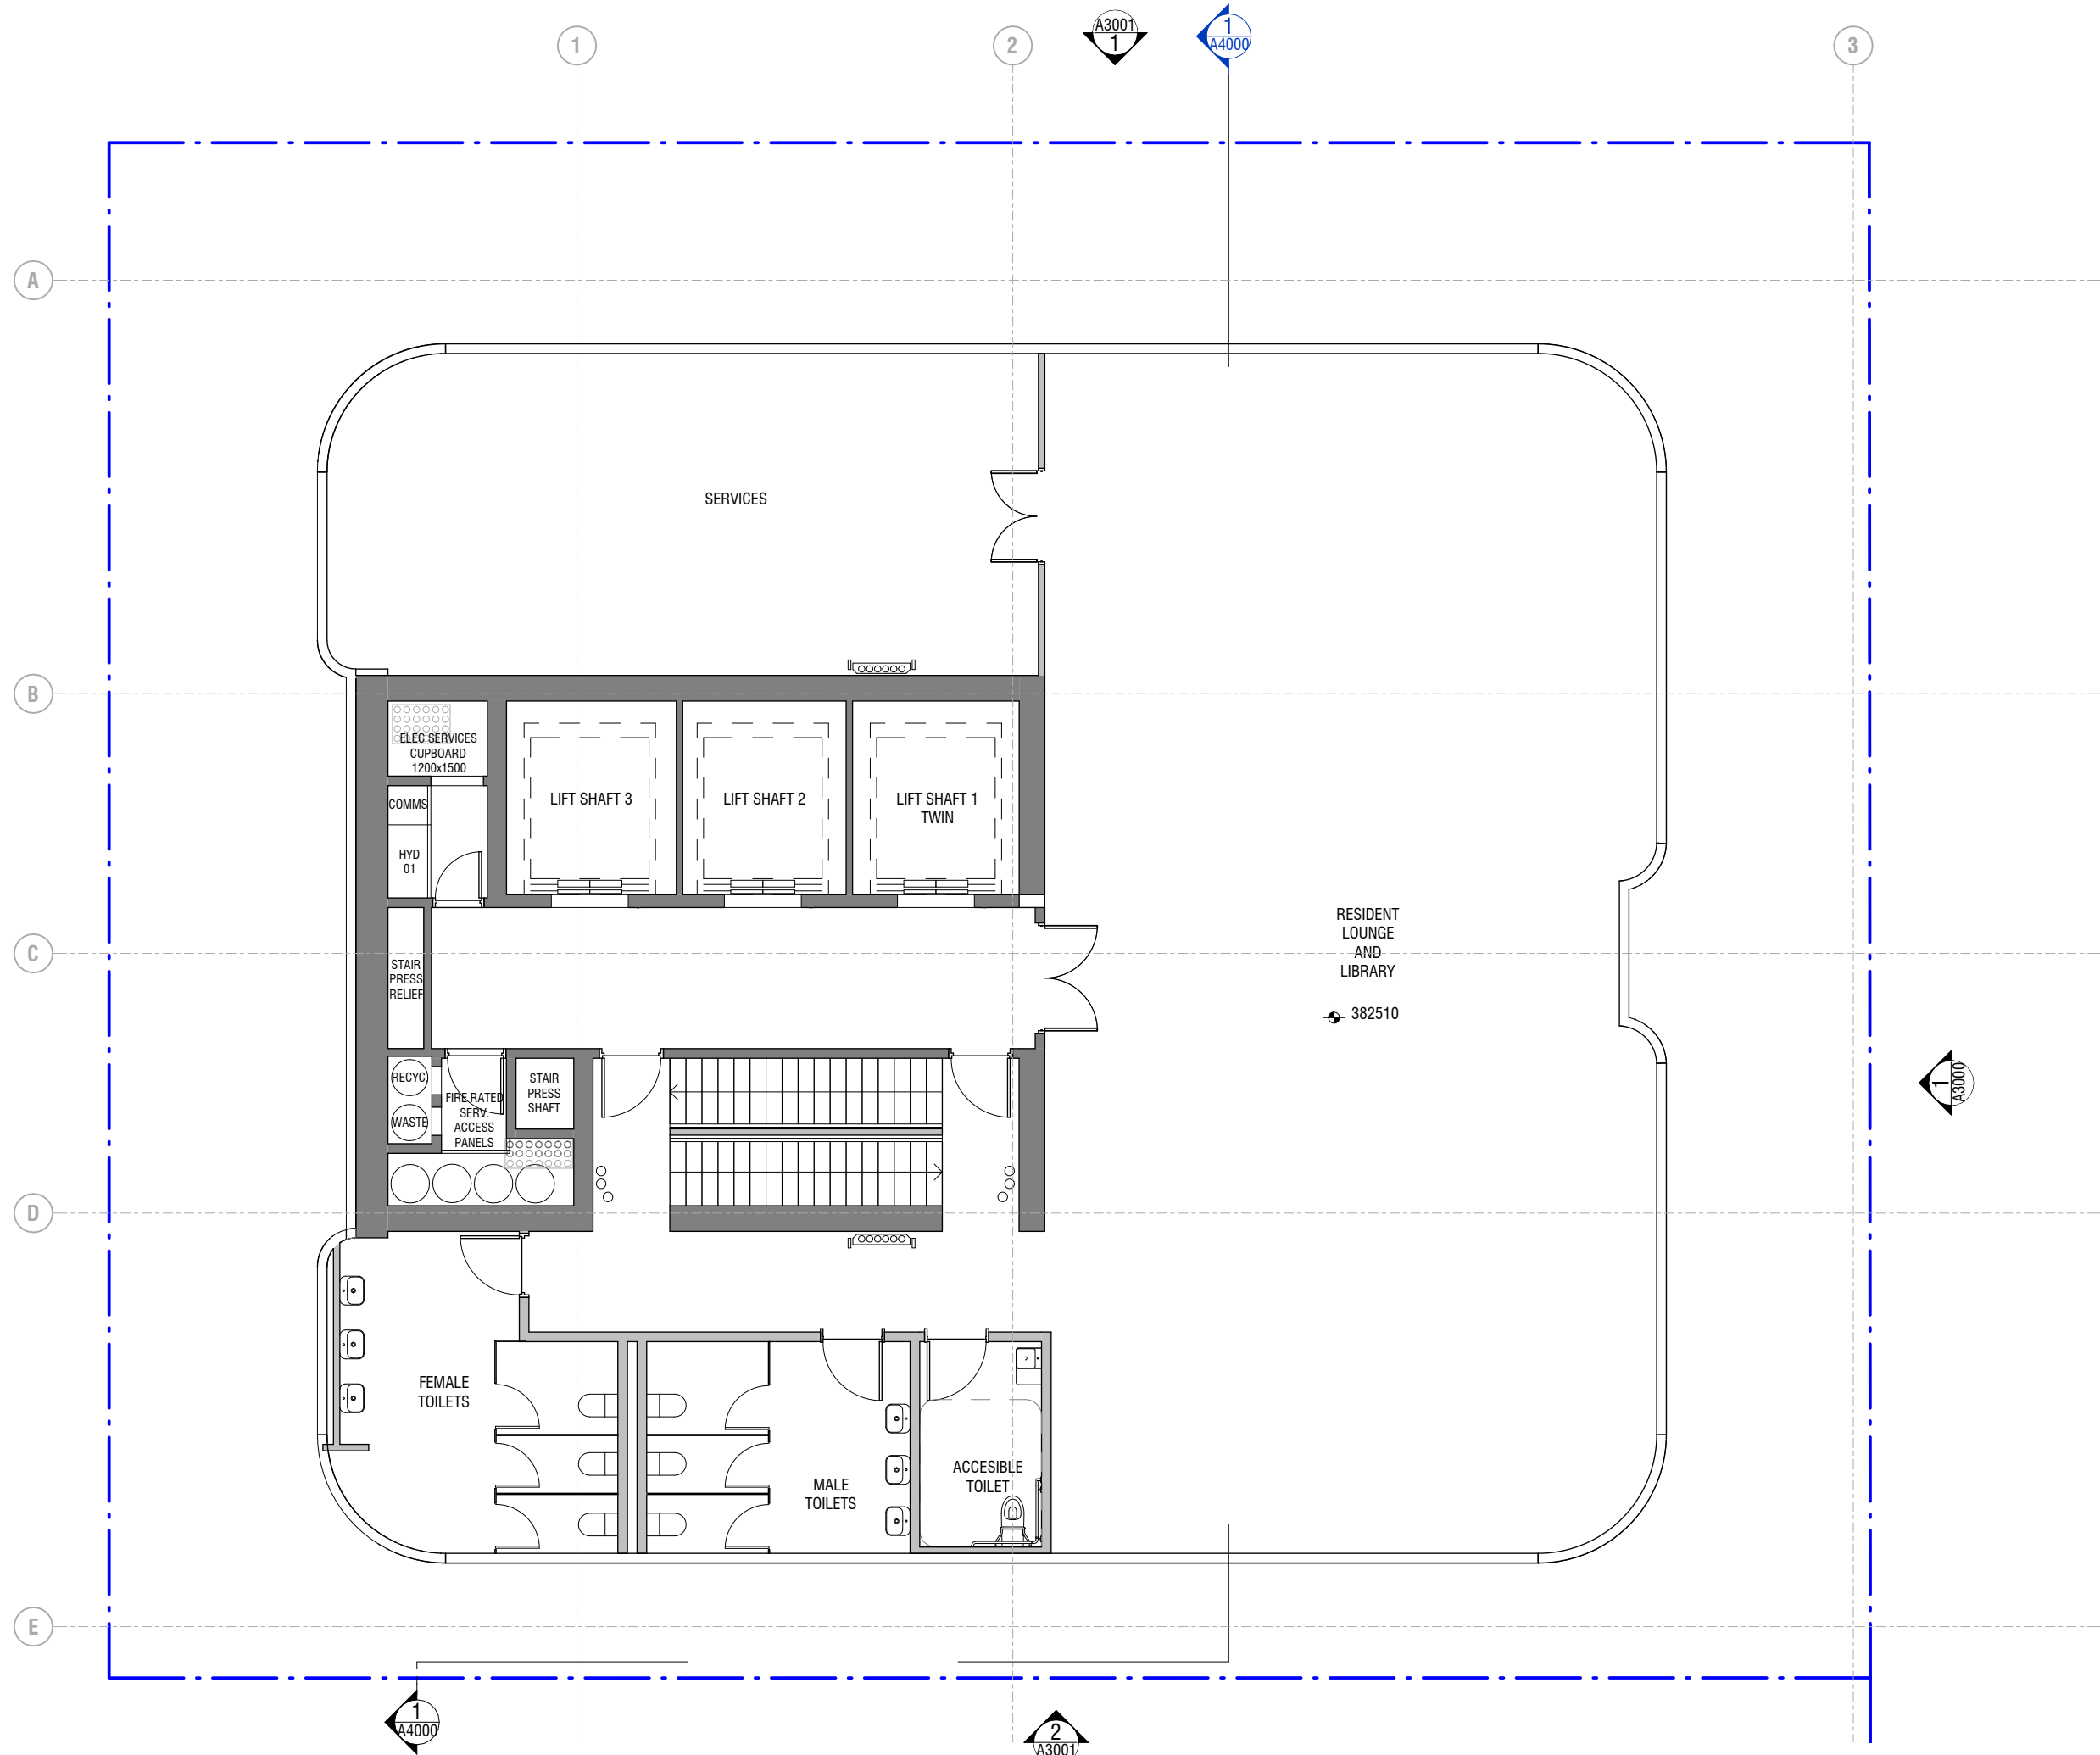 A3001
1
1
A4000
1
2
3
A
SERVICES
B
ELEC SERVICES
CUPBOARD
1200x1500
COMMS
HYD
01
LIFT SHAFT 3
LIFT SHAFT 2
LIFT SHAFT 1
TWIN
RESIDENT
LOUNGE
AND
LIBRARY
C
STAIR
PRESS
RELIEF
382510
RECYC.
WASTE
FIRE RATED
SERV.
ACCESS
PANELS
STAIR
PRESS
SHAFT
1
A3000
D
FEMALE
TOILETS
MALE
TOILETS
ACCESIBLE
TOILET
E
1
A4000
2
A3001